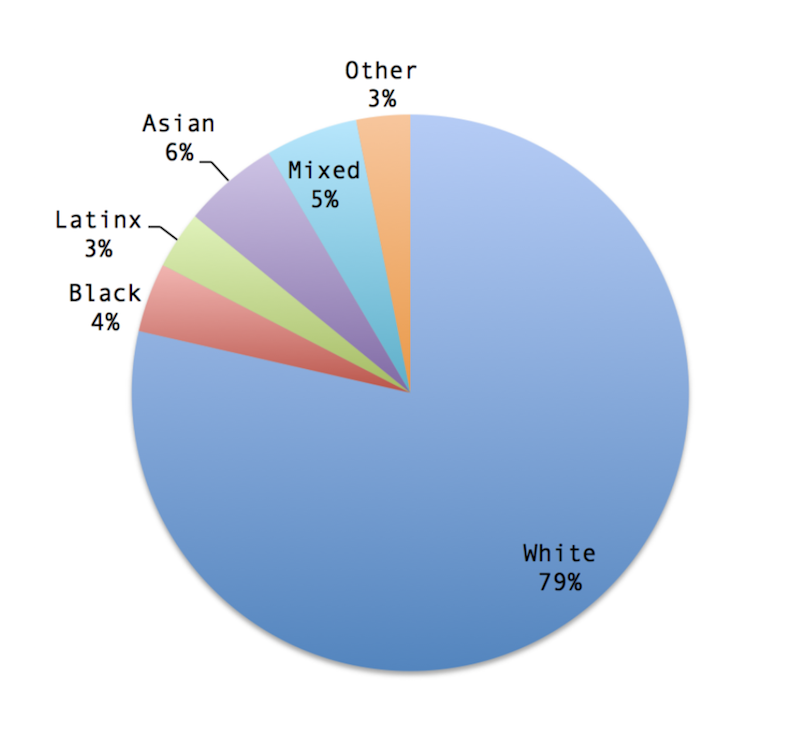 Other
3%
Asian
6%
Mixed
5%
Latinx
3%
Black
4%
White
79%